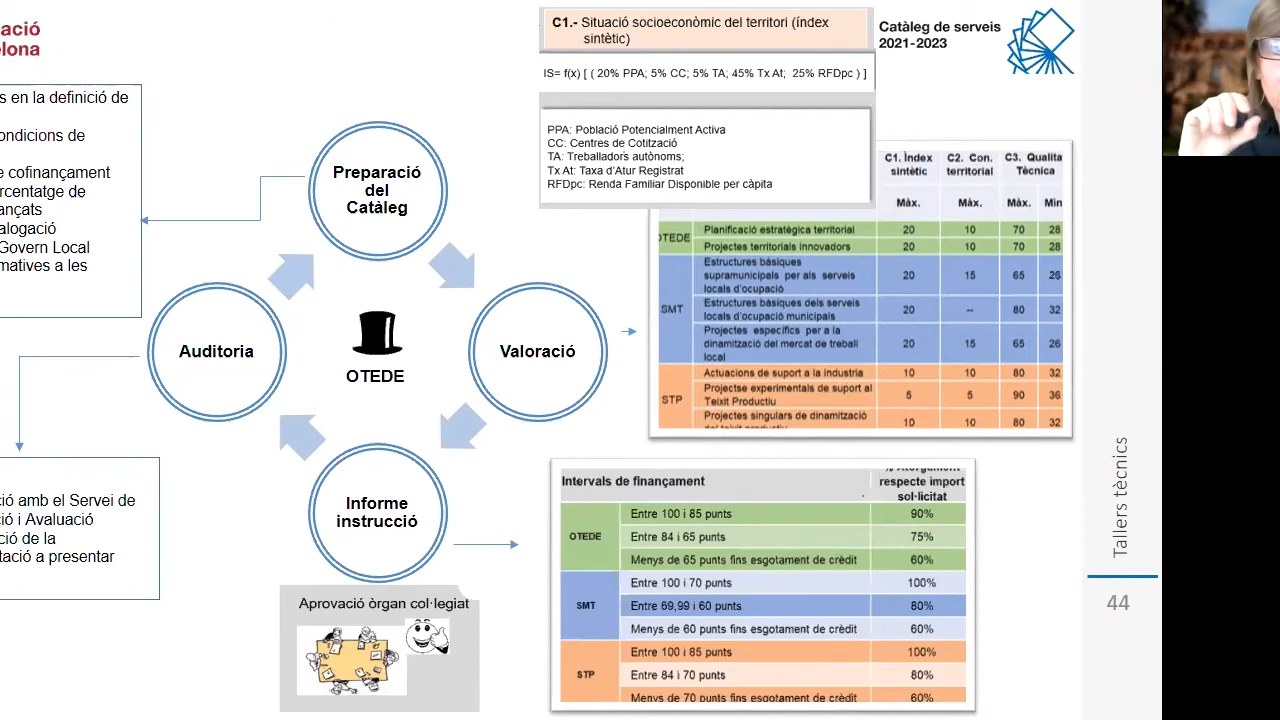 ació
elona
C1.- Situació socioeconòmic del territori (índex
sintètic)
Catàleg de serveis
2021-2023
IS= f(x) [ ( 20% PPA; 5% CC; 5% TA; 45% Tx At; 25% RFDpc ) ]
PPA: Població Potencialment Activa
CC: Centres de Cotització
TA: Treballadors autònoms;
Tx At: Taxa d'Atur Registrat
RFDpc: Renda Familiar Disponible per càpita
s en la definició de
ondicions de
e cofinançament
rcentatge de
ançats
alogació
Govern Local
rmatives a les
Preparació
del
Catàleg
Auditoria
OTEDE
Valoració
Informe
instrucció
C1. Índex
sintètic
C2. Con.
territorial
C3. Qualita
Tècnica
Màx. Màx. Màx. Min
OTEDE
Planificació estratégica territorial 20 10 70 28
Projectes territorials innovadors 20 10 70 28
SMT
Estructures bàsiques
supramunicipals per als serveis
locals d'ocupació
20 15 65 26
Estructures bàsiques dels serveis
locals d'ocupació municipals
20 -- 80 32
Projectes específics per a la
dinamització del mercat de treball
local
20 15 65 26
STP
Actuacions de suport a la industria 10 10 80 32
Projectse experimentals de suport al
Teixit Productiu
5 5 90 36
Projectes singulars de dinamització
del teixit productiu
10 10 80 32
ció amb el Servei de
ció i Avaluació
ció de la
tació a presentar
Aprovació òrgan col·legiat
Intervals de finançament
% Atorgament
respecte import
sol·licitat
OTEDE
Entre 100 i 85 punts 90%
Entre 84 i 65 punts 75%
Menys de 65 punts fins esgotament de crèdit 60%
SMT
Entre 100 i 70 punts 100%
Entre 69,99 i 60 punts 80%
Menys de 60 punts fins esgotament de crèdit 60%
STP
Entre 100 i 85 punts 100%
Entre 84 i 70 punts 80%
Menys de 70 punts fins esgotament de crèdit 60%
Tallers tècnics
44